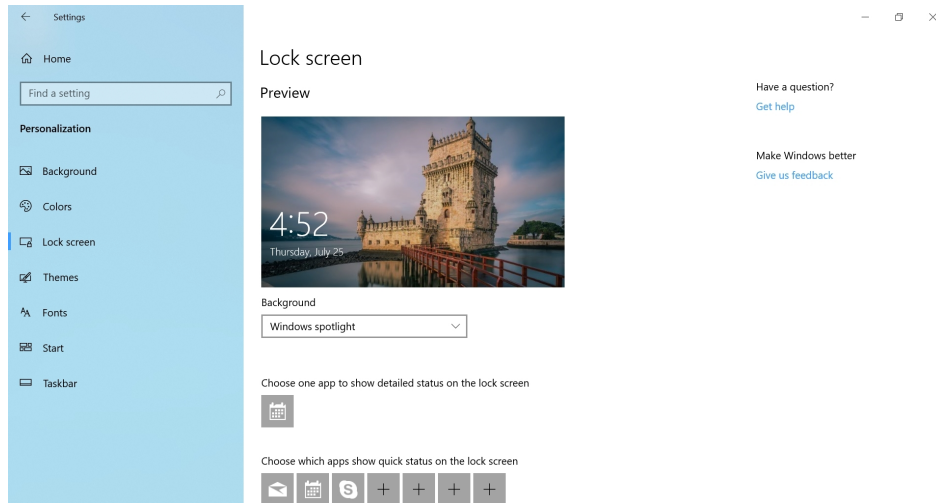 Settings
Home
Find a setting
Personalization
Background
Colors
Lock screen
Themes
Fonts
Start
Taskbar
Lock screen
Preview
4:52
Thursday, July 25
Background
Windows spotlight
Choose one app to show detailed status on the lock screen
Choose which apps show quick status on the lock screen
Have a question?
Get help
Make Windows better
Give us feedback